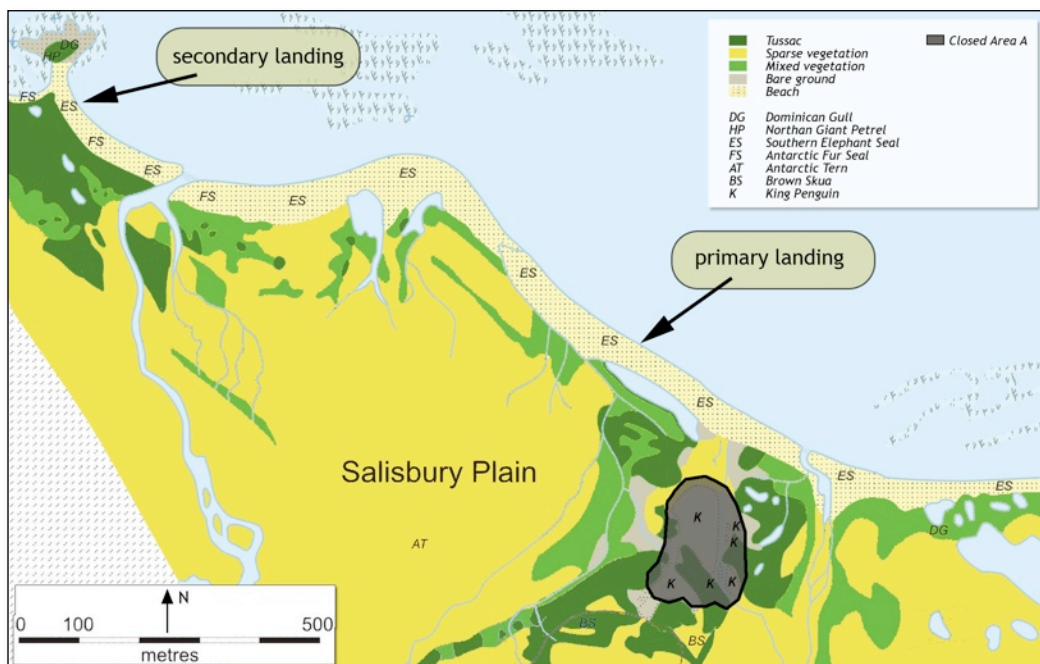 DG
HP
secondary landing
FS
ES
FS
ES
FS
ES
ES
ES
primary landing
ES
ES
ES
ES
DG
Salisbury Plain
AT
K
K
K
K
K
K
BS
BS
Tussac
Sparse vegetation
Mixed vegetation
Bare ground
Beach
Closed Area A
DG Dominican Gull
HP Northan Giant Petrel
ES Southern Elephant Seal
FS Antarctic Fur Seal
AT Antarctic Tern
BS Brown Skua
K King Penguin
N
0 100 500
metres